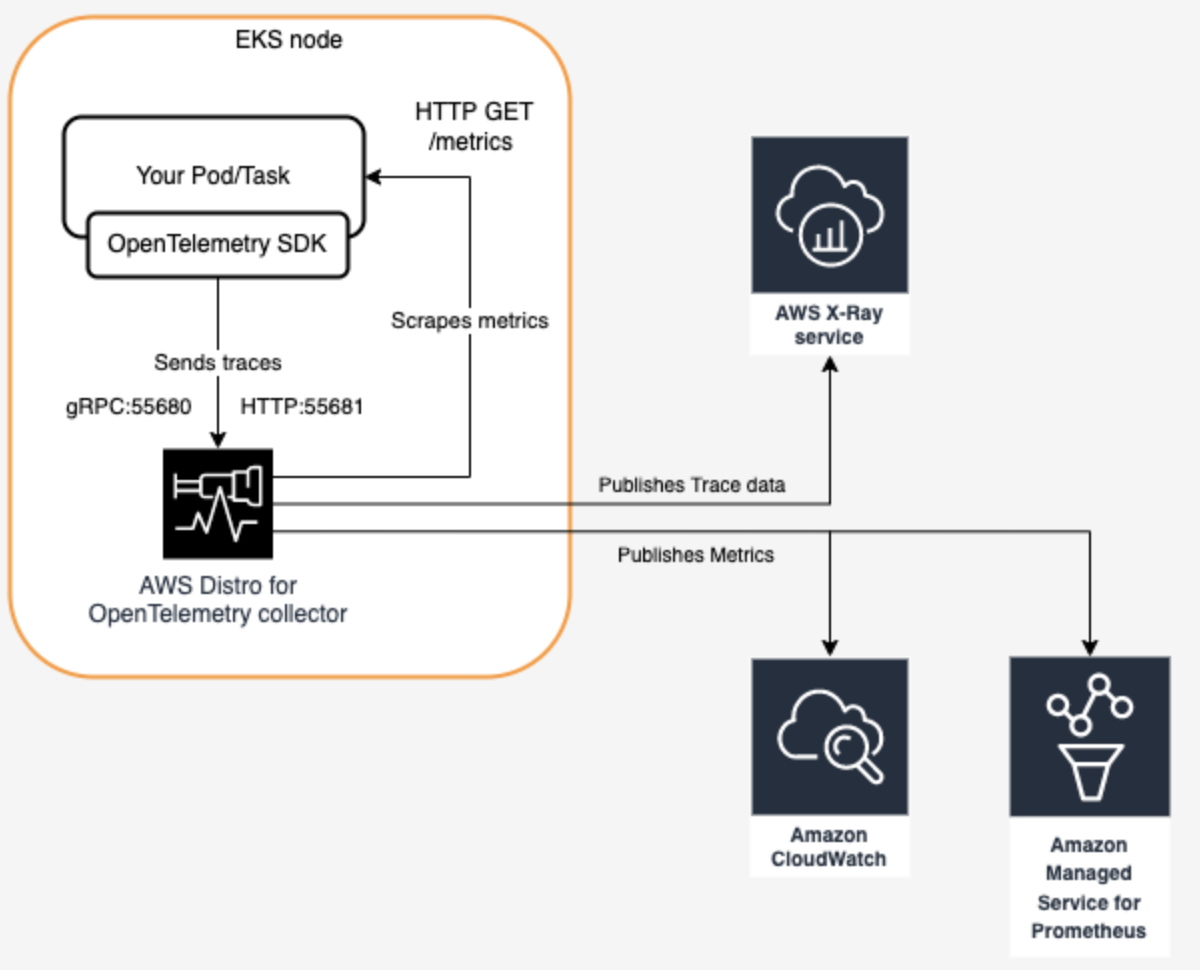 EKS node
HTTP GET
/metrics
Your Pod/Task
OpenTelemetry SDK
Scrapes metrics
Sends traces
gRPC:55680
HTTP:55681
AWS Distro for
OpenTelemetry collector
AWS X-Ray
service
Publishes Trace data
Publishes Metrics
Amazon
CloudWatch
Amazon
Managed
Service for
Prometheus